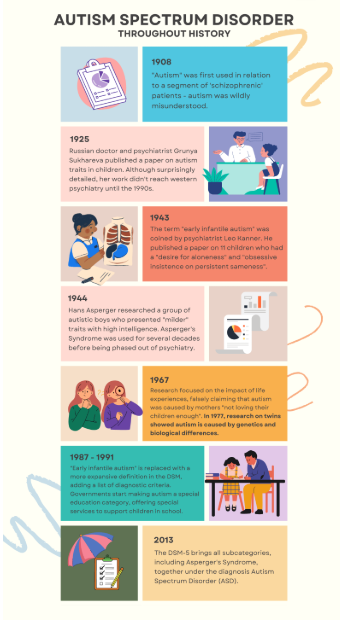 AUTISM SPECTRUM DISORDER
THROUGHOUT HISTORY
1908
"Autism" was first used in relation
to a segment of 'schizophrenic'
patients - autism was wildly
misunderstood.
1925
Russian doctor and psychiatrist Grunya
Sukhareva published a paper on autism
traits in children. Although surprisingly
detailed, her work didn't reach western
psychiatry until the 1990s.
1943
The term "early infantile autism" was
coined by psychiatrist Leo Kanner. He
published a paper on 11 children who had
a "desire for aloneness" and "obsessive
insistence on persistent sameness".
1944
Hans Asperger researched a group of
autistic boys who presented "milder"
traits with high intelligence. Asperger's
Syndrome was used for several decades
before being phased out of psychiatry.
1967
Research focused on the impact of life
experiences, falsely claiming that autism
was caused by mothers "not loving their
children enough". In 1977, research on twins
showed autism is caused by genetics and
biological differences.
1987 - 1991
"Early infantile autism" is replaced with a
more expansive definition in the DSM,
adding a list of diagnostic criteria.
Governments start making autism a special
education category, offering special
services to support children in school.
2013
The DSM-5 brings all subcategories,
including Asperger's Syndrome,
together under the diagnosis Autism
Spectrum Disorder (ASD).